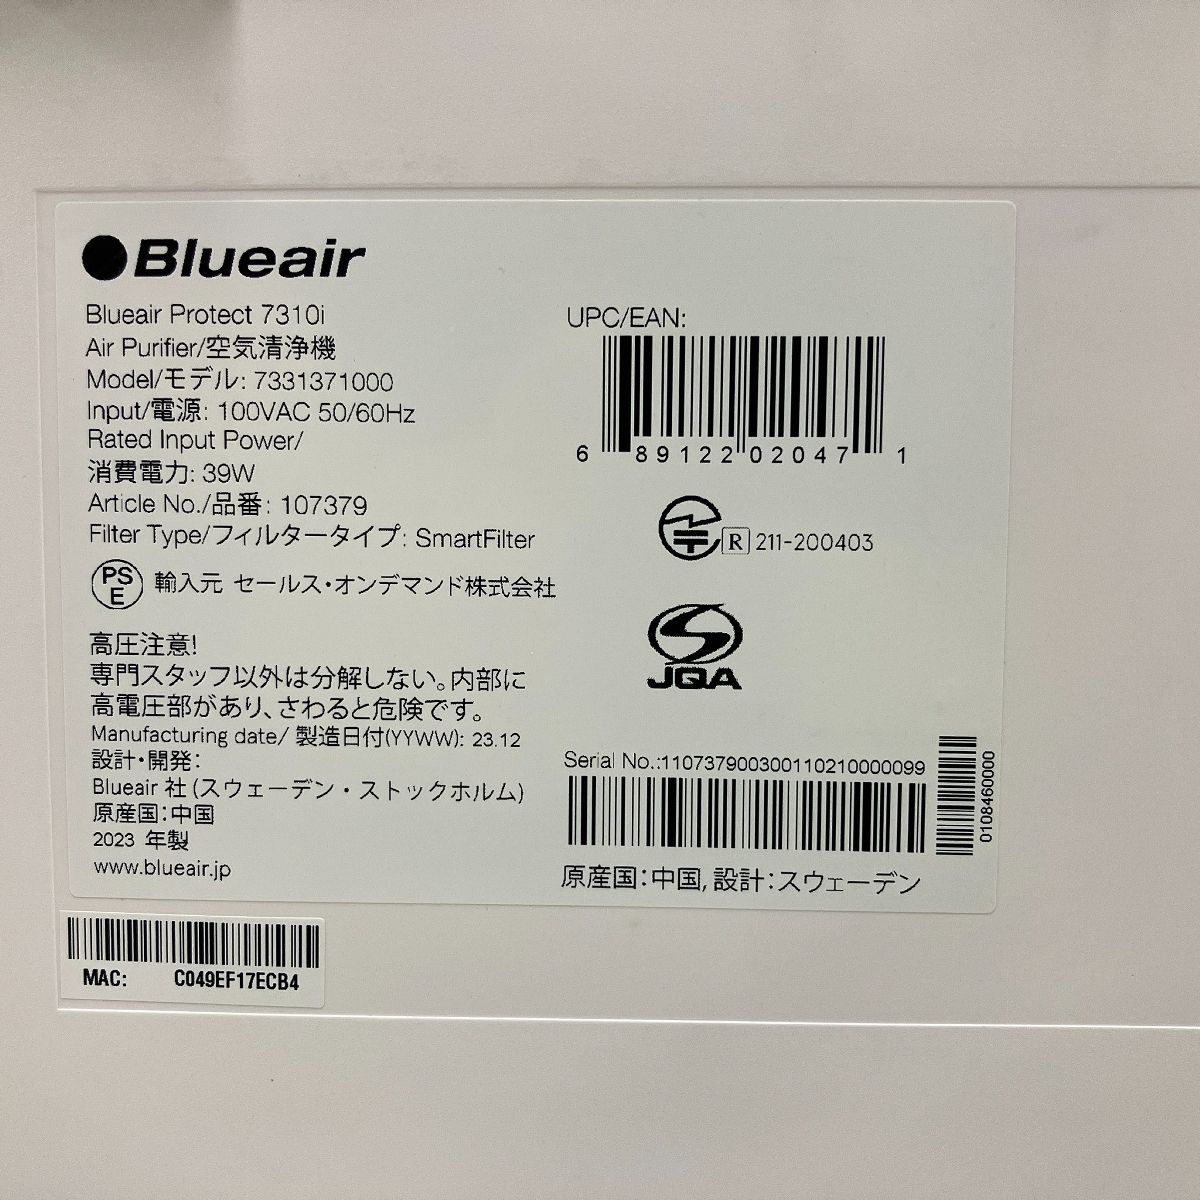 Blueair
Blueair Protect 7310i
Air Purifier/空気清浄機
Model/モデル: 7331371000
Input/電源: 100VAC 50/60Hz
Rated Input Power/
消費電力: 39W
Article No./品番: 107379
Filter Type/フィルタータイプ: SmartFilter
PS
E
輸入元 セールス・オンデマンド株式会社
高圧注意!
専門スタッフ以外は分解しない。内部に
高電圧部があり、さわると危険です。
Manufacturing date/ 製造日付(YYWW): 23.12
設計・開発:
Blueair 社 (スウェーデン・ストックホルム)
原産国:中国
2023 年製
www.blueair.jp
UPC/EAN:
6 89122 02047 1
R 211-200403
JQA
Serial No.:110737900300110210000099
0108460000
原産国:中国, 設計:スウェーデン
MAC: C049EF17ECB4